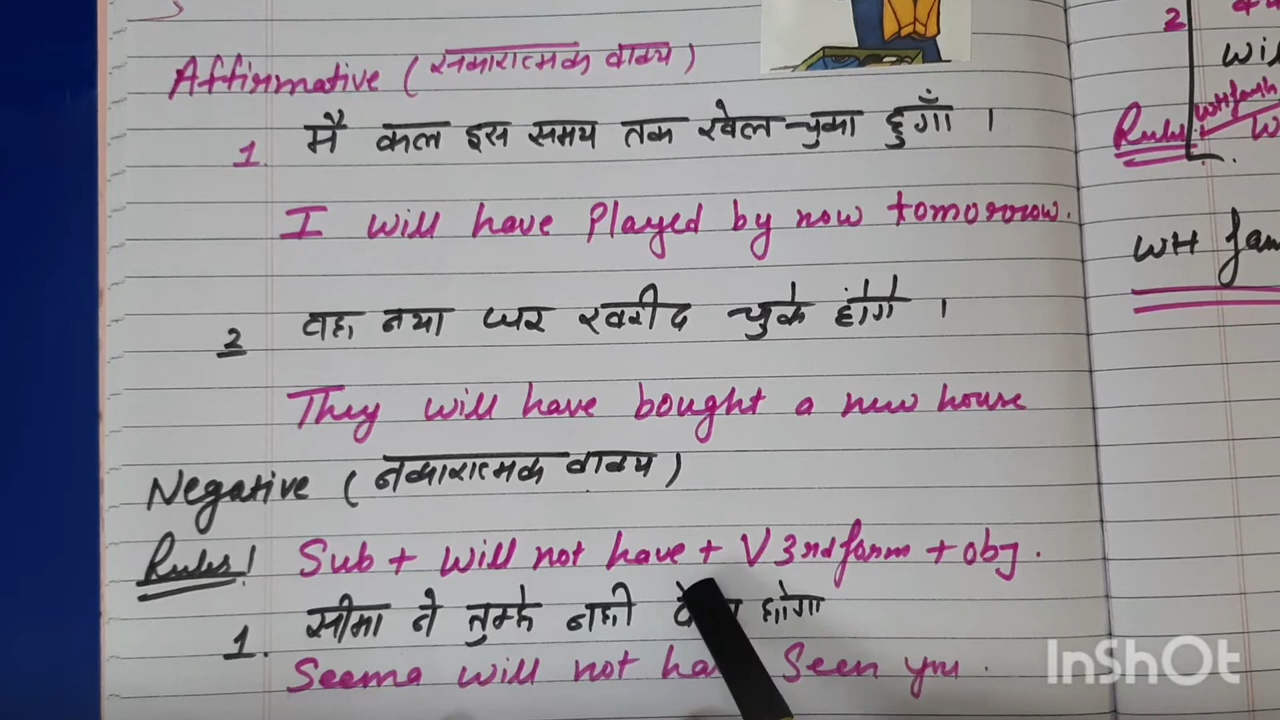 Affirmative (सकारात्मक वाक्य)
1. मै कल इस समय तक खेल चुका हुगाँ ।
I will have Played by now tomorrow.
2 वहा नया घर खरीद चुके होंगे ।
They will have bought a new house
Negative (नकारात्मक वाक्य)
Rules! Sub + will not have + V 3nd form + obj.
1. सीमा ने तुम्हे नही होगा
Seema will not Seen you.
2
Rules
WH
InShOt